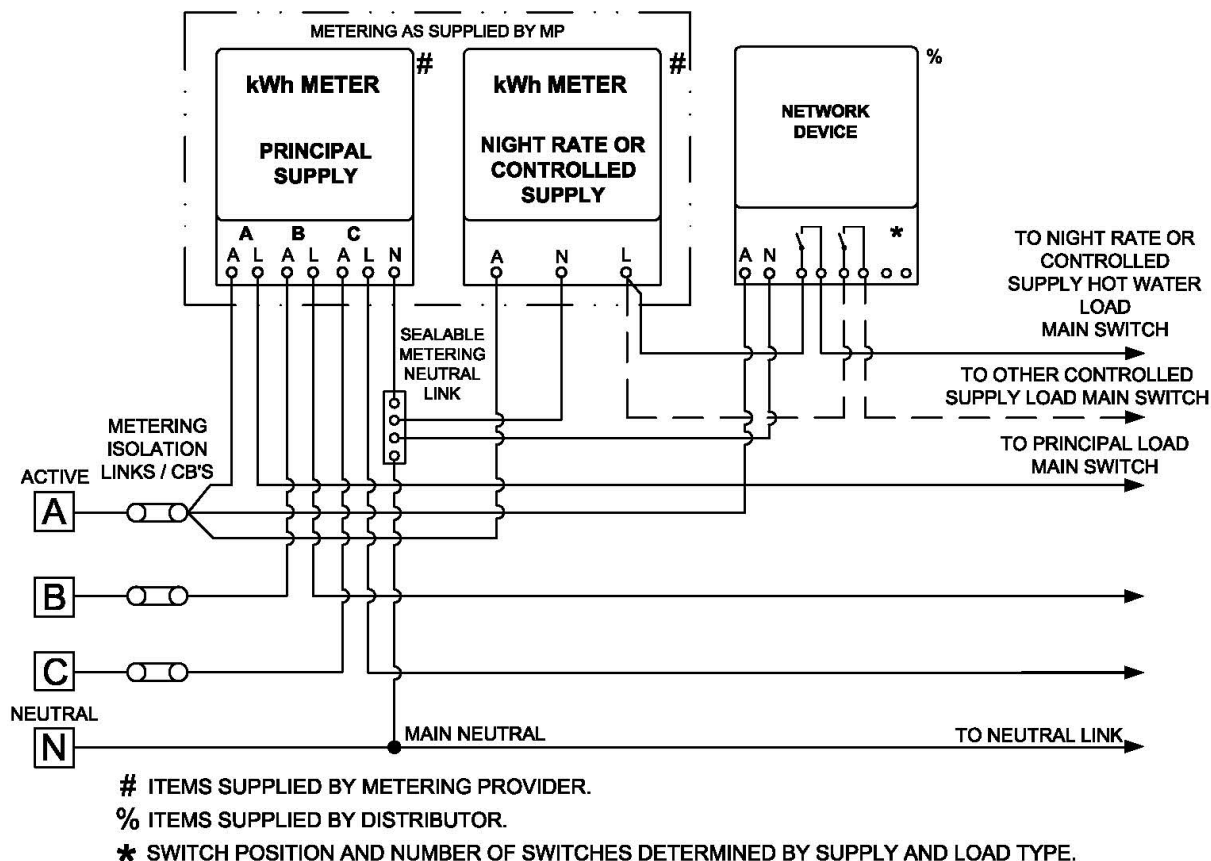 METERING AS SUPPLIED BY MP
kWh METER
#
PRINCIPAL
SUPPLY
A B C
A L A L A L N
kWh METER
#
NIGHT RATE OR
CONTROLLED
SUPPLY
A N L
%
NETWORK
DEVICE
*
A N
TO NIGHT RATE OR
CONTROLLED
SUPPLY HOT WATER
LOAD
MAIN SWITCH
SEALABLE
METERING
NEUTRAL
LINK
TO OTHER CONTROLLED
SUPPLY LOAD MAIN SWITCH
METERING
ISOLATION
LINKS / CB'S
TO PRINCIPAL LOAD
MAIN SWITCH
ACTIVE
A
B
C
NEUTRAL
N
MAIN NEUTRAL
TO NEUTRAL LINK
# ITEMS SUPPLIED BY METERING PROVIDER.
% ITEMS SUPPLIED BY DISTRIBUTOR.
* SWITCH POSITION AND NUMBER OF SWITCHES DETERMINED BY SUPPLY AND LOAD TYPE.